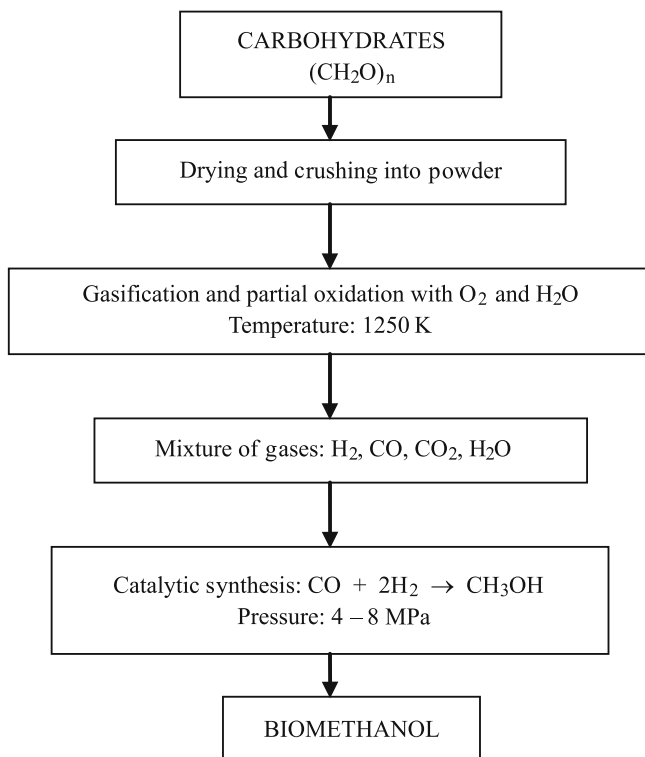 CARBOHYDRATES
(CH₂O)ₙ
Drying and crushing into powder
Gasification and partial oxidation with O₂ and H₂O
Temperature: 1250 K
Mixture of gases: H₂, CO, CO₂, H₂O
Catalytic synthesis: CO + 2H₂ → CH₃OH
Pressure: 4 – 8 MPa
BIOMETHANOL